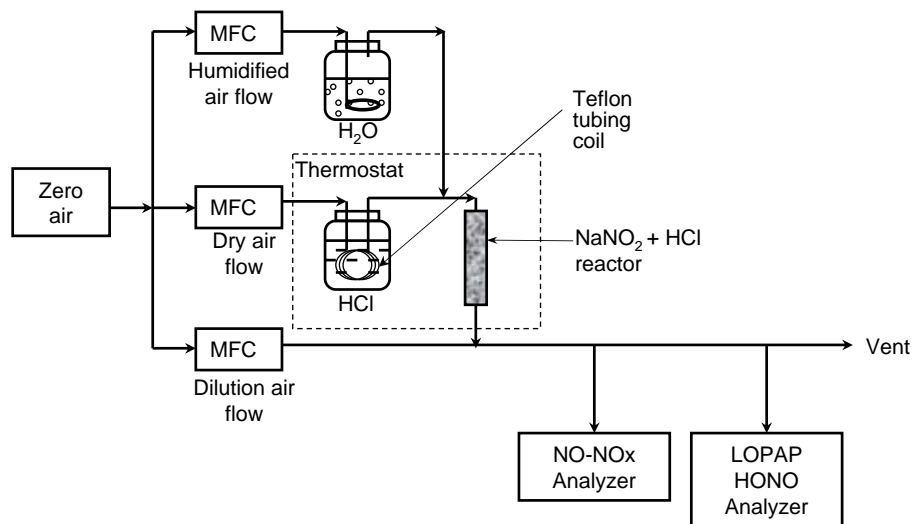 MFC
Humidified
air flow
H₂O
Teflon
tubing
coil
Thermostat
Zero
air
MFC
Dry air
flow
HCl
NaNO₂ + HCl
reactor
MFC
Dilution air
flow
Vent
NO-NOx
Analyzer
LOPAP
HONO
Analyzer